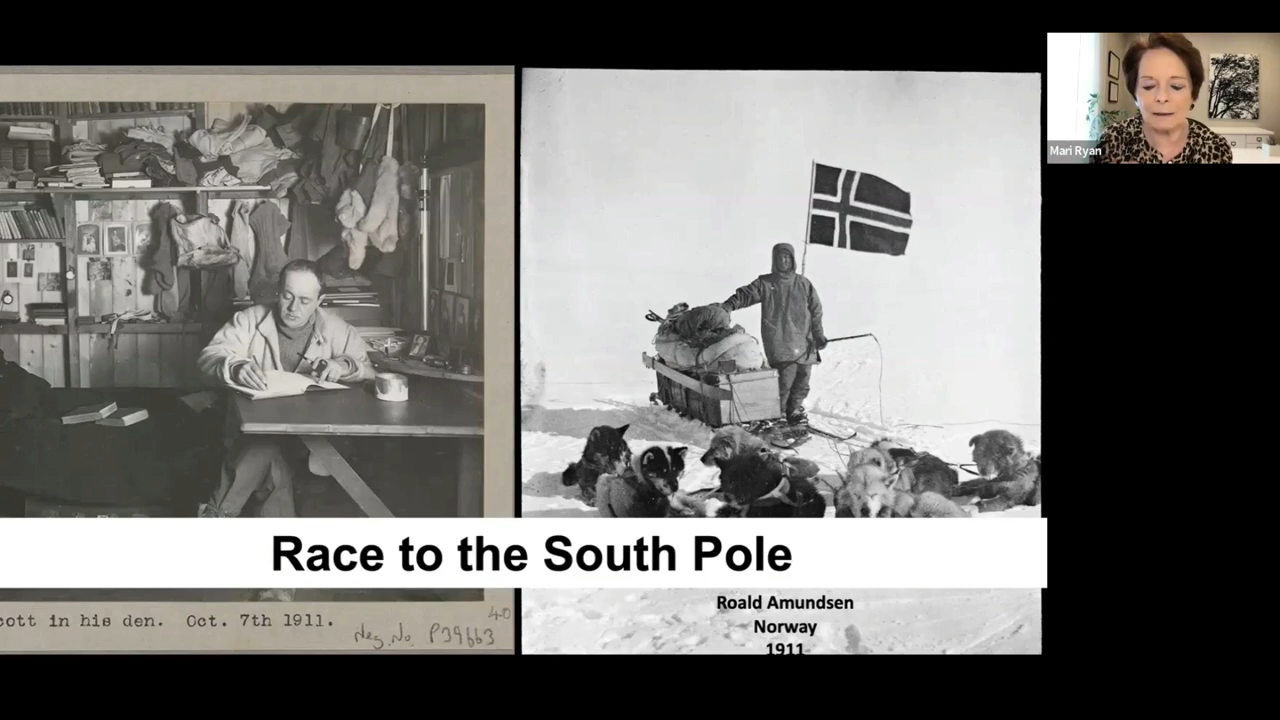 Mari Ryan
Race to the South Pole
cott in his den. Oct. 7th 1911.
40
Neg. No. P39663
Roald Amundsen
Norway
1911